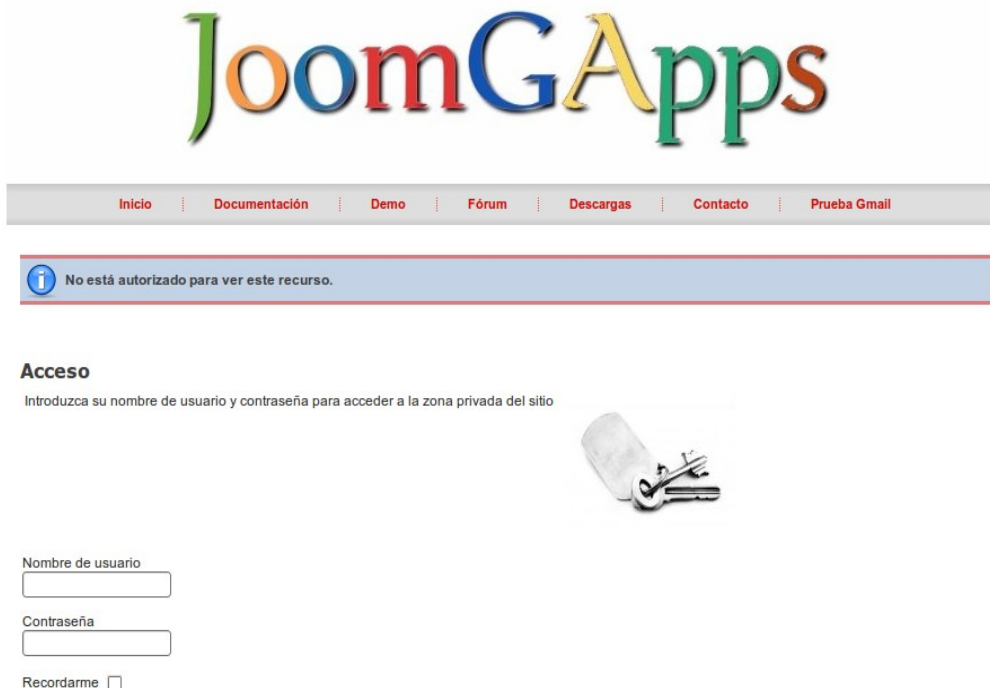 JoomGApps
Inicio Documentación Demo Fórum Descargas Contacto Prueba Gmail
No está autorizado para ver este recurso.
Acceso
Introduzca su nombre de usuario y contraseña para acceder a la zona privada del sitio
Nombre de usuario
Contraseña
Recordarme